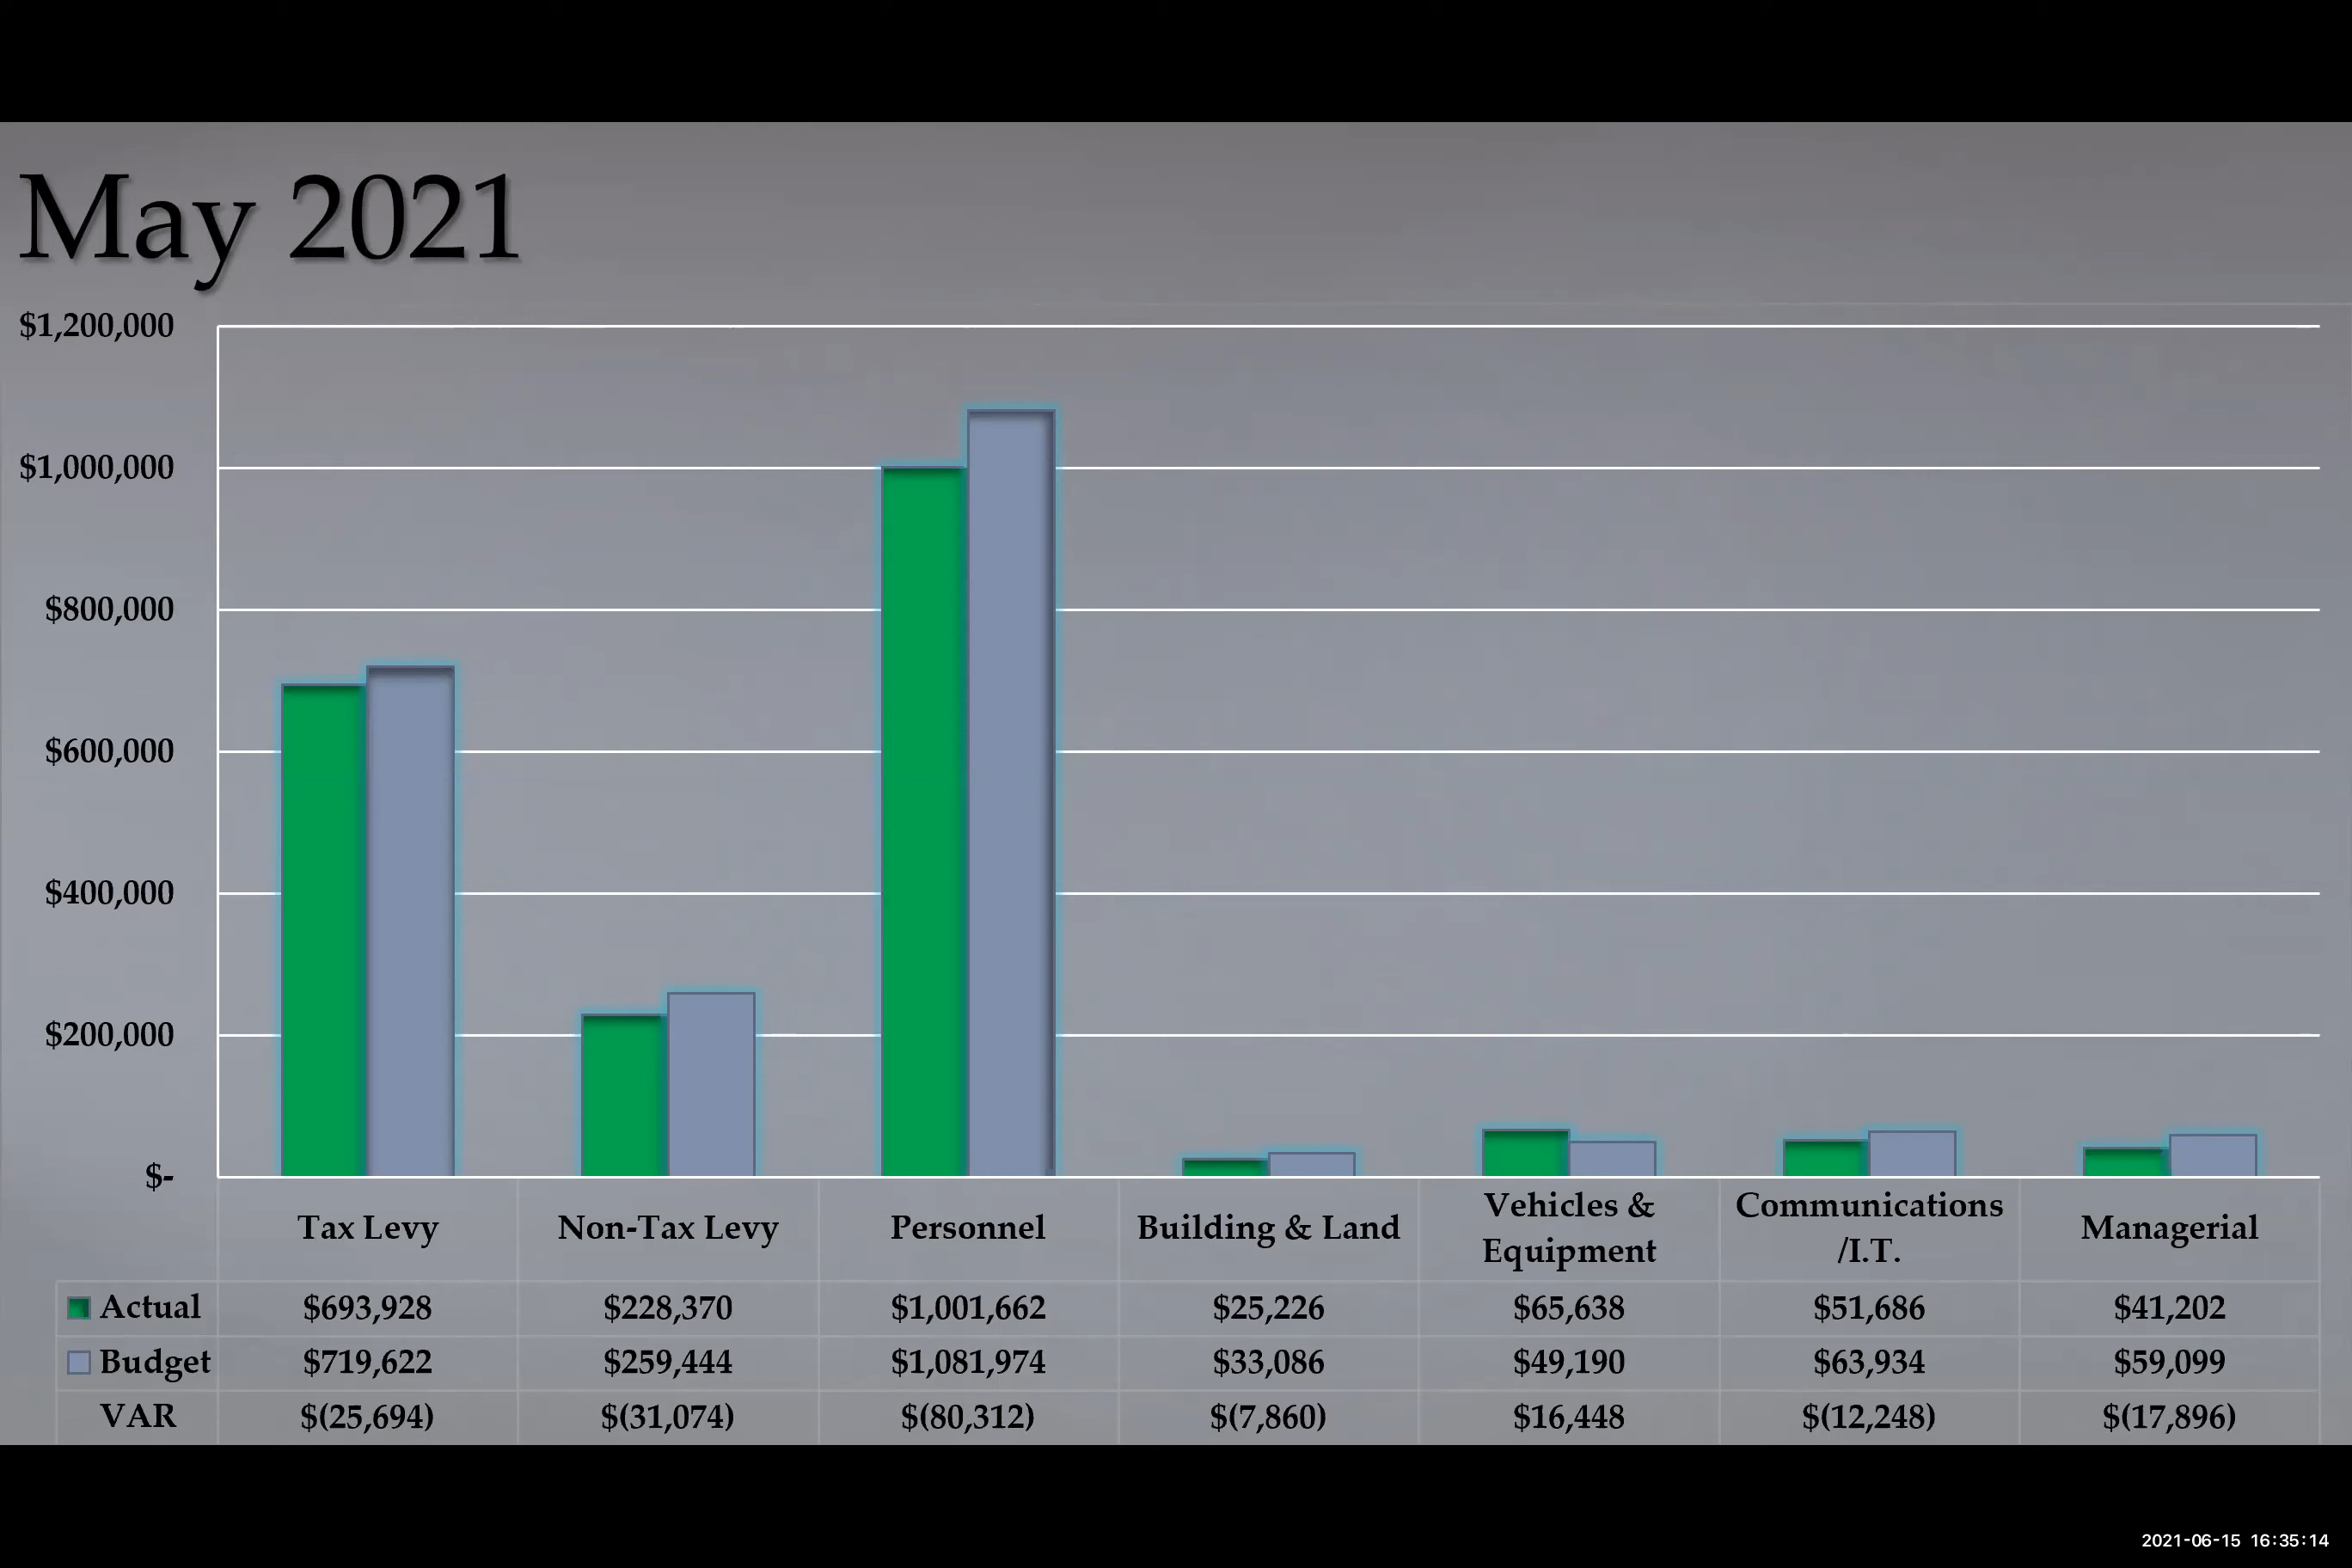 May 2021
$1,200,000
$1,000,000
$800,000
$600,000
$400,000
$200,000
$-
Tax Levy Non-Tax Levy Personnel Building & Land Vehicles & Equipment Communications /I.T. Managerial
Actual $693,928 $228,370 $1,001,662 $25,226 $65,638 $51,686 $41,202
Budget $719,622 $259,444 $1,081,974 $33,086 $49,190 $63,934 $59,099
VAR $(25,694) $(31,074) $(80,312) $(7,860) $16,448 $(12,248) $(17,896)
2021-06-15 16:35:14